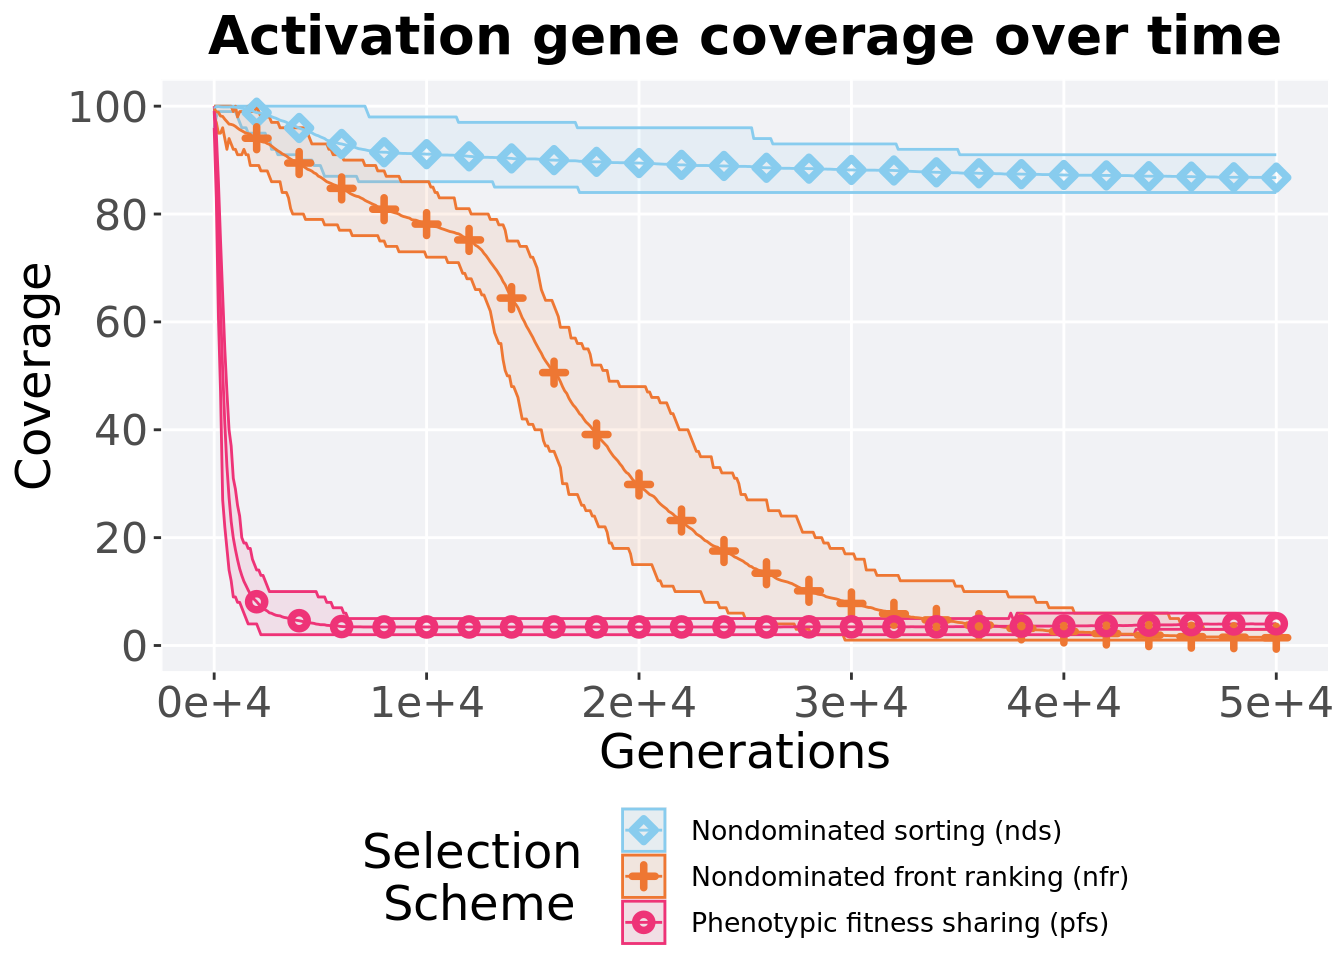 Activation gene coverage over time
100
80
60
40
20
0
Coverage
0e+4 1e+4 2e+4 3e+4 4e+4 5e+4
Generations
Selection
Scheme
Nondominated sorting (nds)
Nondominated front ranking (nfr)
Phenotypic fitness sharing (pfs)